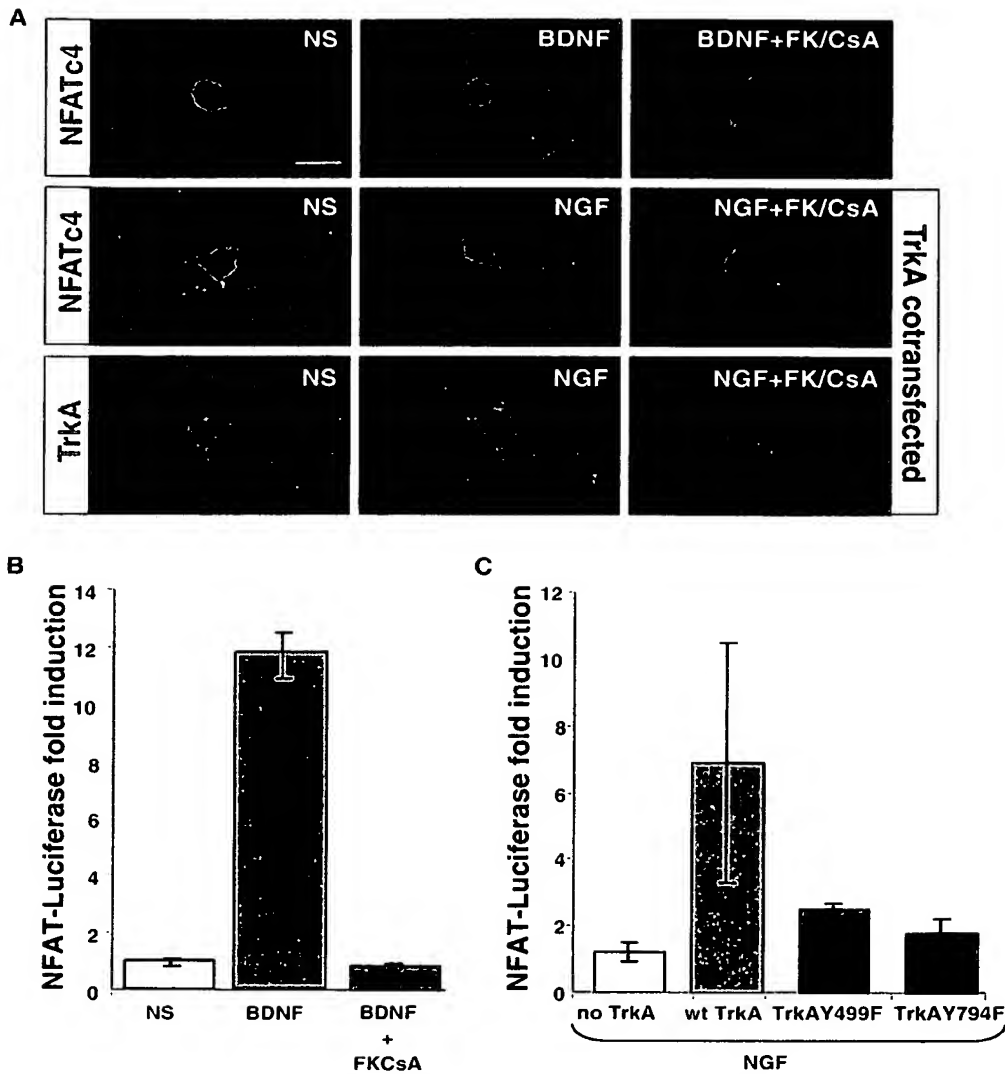 A
NFATc4
NS
BDNF
BDNF+FK/CsA
NFATc4
NS
NGF
NGF+FK/CsA
TrkA
NS
NGF
NGF+FK/CsA
TrkA cotransfected
B
NFAT-Luciferase fold induction
14
12
10
8
6
4
2
0
NS
BDNF
BDNF
+
FKCsA
C
NFAT-Luciferase fold induction
12
10
8
6
4
2
0
no TrkA
wt TrkA
TrkAY499F
TrkAY794F
NGF